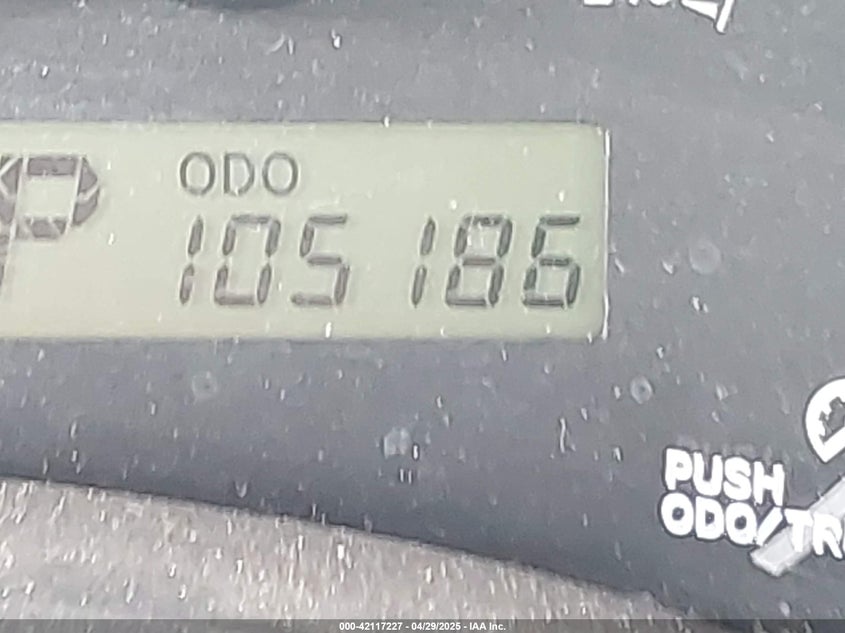 P
ODO
105186
PUSH
ODO/TR
000-42117227 - 04/29/2025 - IAA Inc.